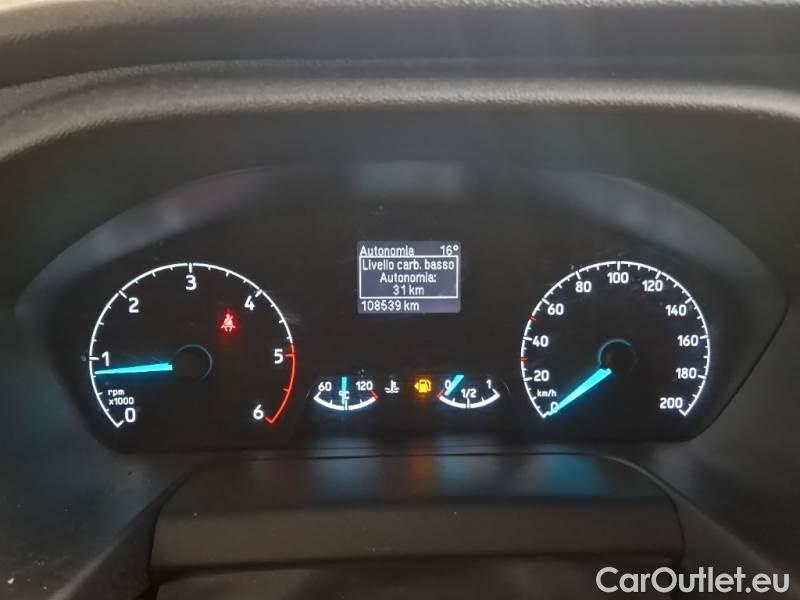 Autonomia 16°
Livello carb. basso
Autonomia:
31 km
108539 km
0 1 2 3 4 5 6
rpm
x1000
60 120
°C
0 1/2 1
0 20 40 60 80 100 120 140 160 180 200
km/h
CarOutlet.eu